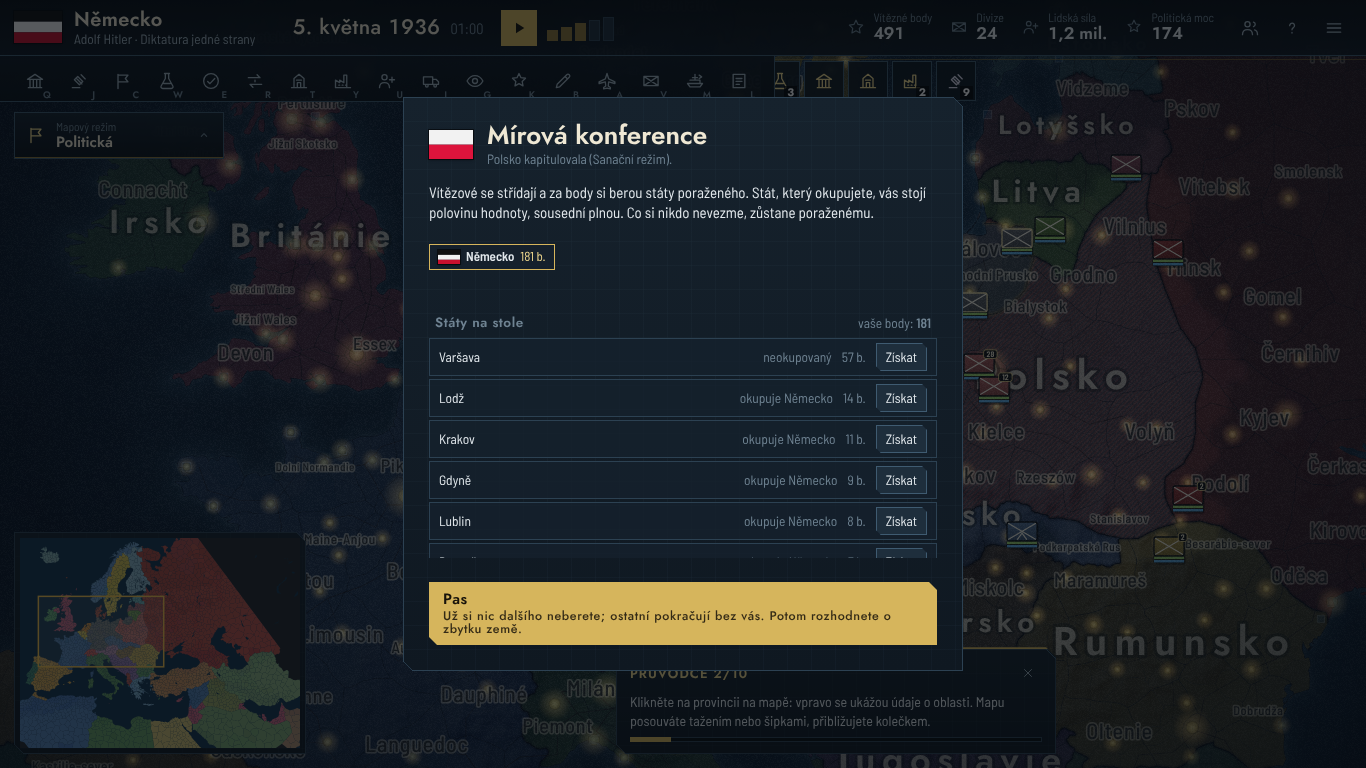 Německo
Adolf Hitler · Diktatura jedné strany
5. května 1936 01:00
Vítězné body
491
Divize
24
Lidská síla
1,2 mil.
Politická moc
174
?
Q J C W E R T Y U L G K B A V M L
3 2 9
Mapový režim
Politická
Mírová konference
Polsko kapitulovala (Sanační režim).
Vítězové se střídají a za body si berou státy poraženého. Stát, který okupujete, vás stojí
polovinu hodnoty, sousední plnou. Co si nikdo nevezme, zůstane poraženému.
Německo 181 b.
Státy na stole
vaše body: 181
Varšava neokupovaný 57 b. Získat
Lodž okupuje Německo 14 b. Získat
Krakov okupuje Německo 11 b. Získat
Gdyně okupuje Německo 9 b. Získat
Lublin okupuje Německo 8 b. Získat
Pas
Už si nic dalšího neberete; ostatní pokračují bez vás. Potom rozhodnete o
zbytku země.
PRŮVODCE 2/10
Klikněte na provincii na mapě: vpravo se ukážou údaje o oblasti. Mapu
posouváte tažením nebo šipkami, přibližujete kolečkem.
Perthshire
Jižní Skotsko
Connacht
Irsko
Británie
Střední Wales
Jižní Wales
Devon
Essex
Dolní Normandie
Pik
Maine-Anjou
Limousin
Dauphiné
Milán
Piemont
Languedoc
Vidzeme
Pskov
Lotyšsko
Smolensk
Vitebsk
Litva
Vilnius
Minsk
Grodno
Gomel
Bialystok
Černihiv
olsko
Kyjev
Kielce
Volyň
Rzeszów
Podolí
Stanislavov
Podkarpatská Rus
Besarábie-sever
Miskolc
Maramureš
Oděsa
Rumunsko
Dobrudža
Oltenie
Jugoslávie